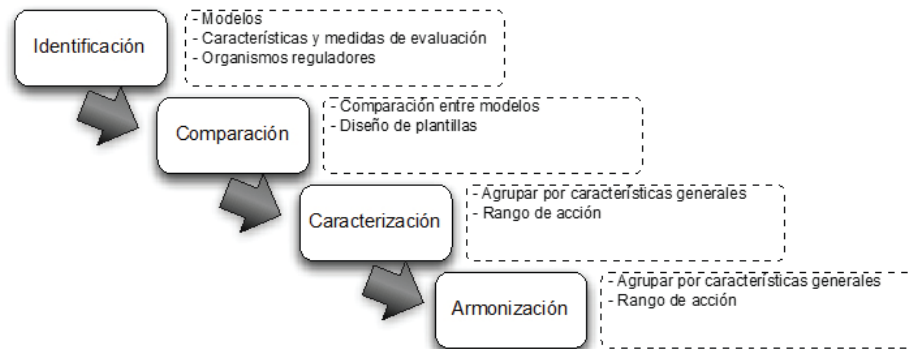 Identificación
- Modelos
- Características y medidas de evaluación
- Organismos reguladores
Comparación
- Comparación entre modelos
- Diseño de plantillas
Caracterización
- Agrupar por características generales
- Rango de acción
Armonización
- Agrupar por características generales
- Rango de acción